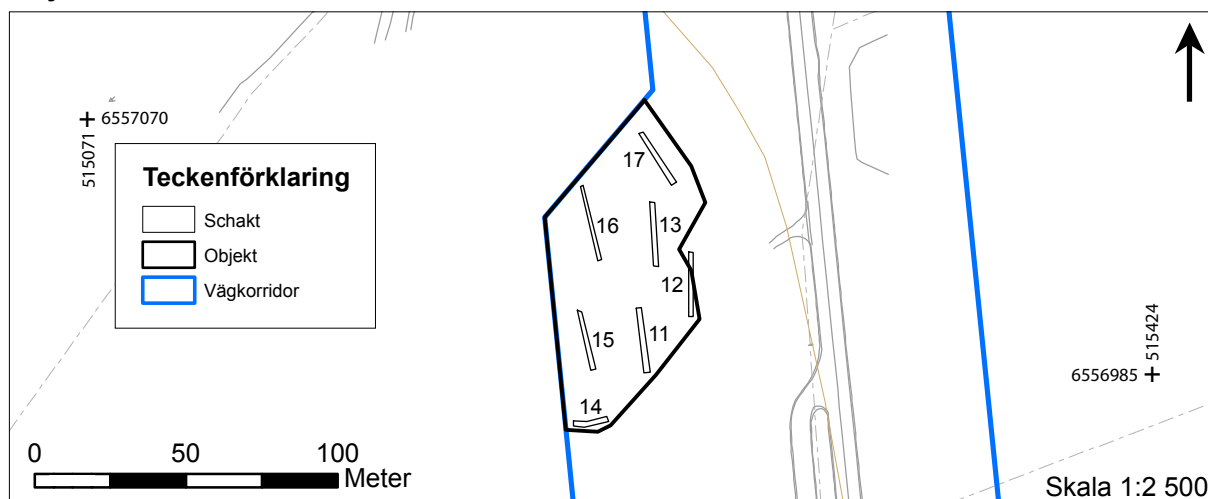 6557070
515071
Teckenförklaring
Schakt
Objekt
Vägkorridor
17
16
13
12
15
11
14
515424
6556985
0 50 100
Meter
Skala 1:2 500